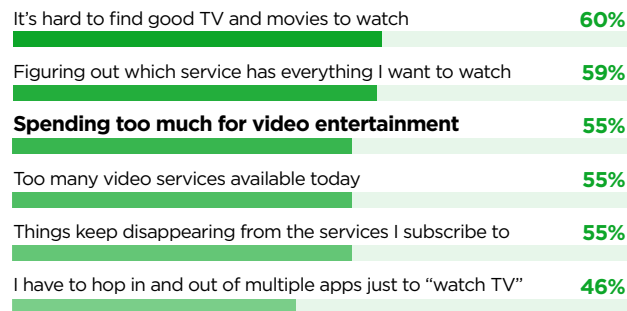 It’s hard to find good TV and movies to watch 60%
Figuring out which service has everything I want to watch 59%
Spending too much for video entertainment 55%
Too many video services available today 55%
Things keep disappearing from the services I subscribe to 55%
I have to hop in and out of multiple apps just to “watch TV” 46%